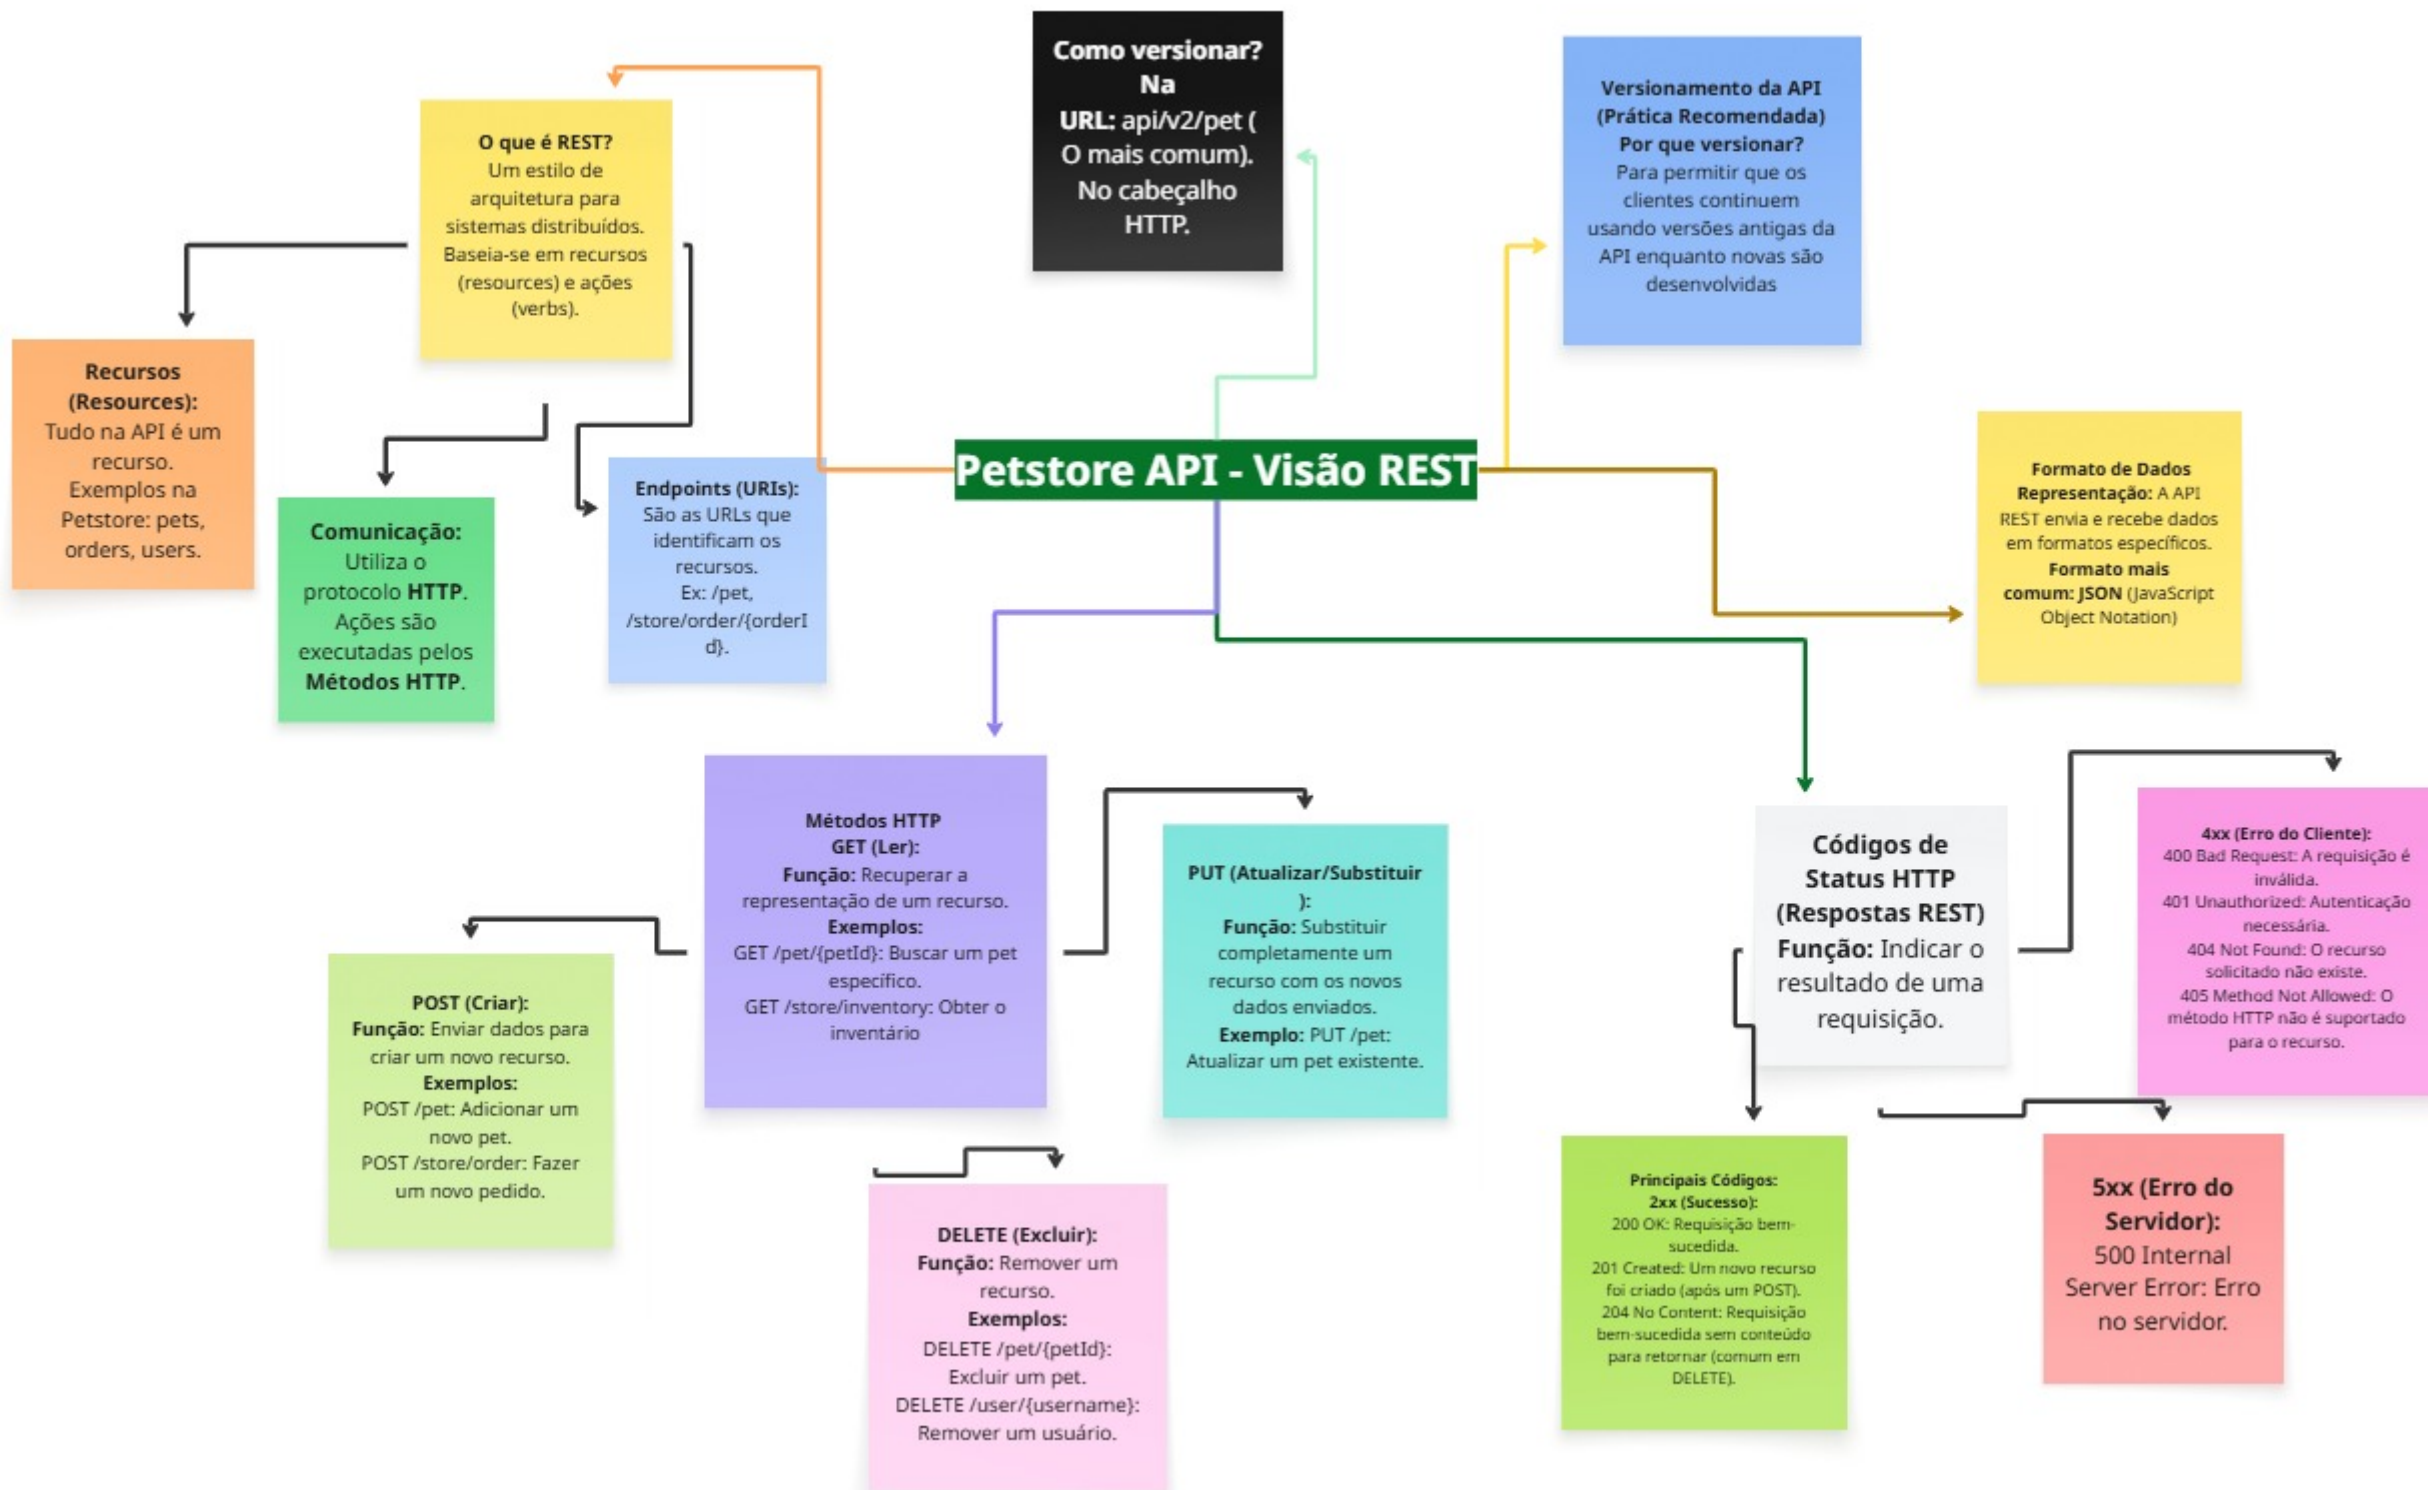 Como versionar?
Na
URL: api/v2/pet (
O mais comum).
No cabeçalho
HTTP.
Versionamento da API
(Prática Recomendada)
Por que versionar?
Para permitir que os
clientes continuem
usando versões antigas da
API enquanto novas são
desenvolvidas
O que é REST?
Um estilo de
arquitetura para
sistemas distribuídos.
Baseia-se em recursos
(resources) e ações
(verbs).
Recursos
(Resources):
Tudo na API é um
recurso.
Exemplos na
Petstore: pets,
orders, users.
Comunicação:
Utiliza o
protocolo HTTP.
Ações são
executadas pelos
Métodos HTTP.
Endpoints (URIs):
São as URLs que
identificam os
recursos.
Ex: /pet,
/store/order/{orderI
d}.
Petstore API - Visão REST
Formato de Dados
Representação: A API
REST envia e recebe dados
em formatos específicos.
Formato mais
comum: JSON (JavaScript
Object Notation)
Métodos HTTP
GET (Ler):
Função: Recuperar a
representação de um recurso.
Exemplos:
GET /pet/{petId}: Buscar um pet
específico.
GET /store/inventory: Obter o
inventário
PUT (Atualizar/Substituir
):
Função: Substituir
completamente um
recurso com os novos
dados enviados.
Exemplo: PUT /pet:
Atualizar um pet existente.
POST (Criar):
Função: Enviar dados para
criar um novo recurso.
Exemplos:
POST /pet: Adicionar um
novo pet.
POST /store/order: Fazer
um novo pedido.
DELETE (Excluir):
Função: Remover um
recurso.
Exemplos:
DELETE /pet/{petId}:
Excluir um pet.
DELETE /user/{username}:
Remover um usuário.
Códigos de
Status HTTP
(Respostas REST)
Função: Indicar o
resultado de uma
requisição.
4xx (Erro do Cliente):
400 Bad Request: A requisição é
inválida.
401 Unauthorized: Autenticação
necessária.
404 Not Found: O recurso
solicitado não existe.
405 Method Not Allowed: O
método HTTP não é suportado
para o recurso.
Principais Códigos:
2xx (Sucesso):
200 OK: Requisição bem-
sucedida.
201 Created: Um novo recurso
foi criado (após um POST).
204 No Content: Requisição
bem-sucedida sem conteúdo
para retornar (comum em
DELETE).
5xx (Erro do
Servidor):
500 Internal
Server Error: Erro
no servidor.